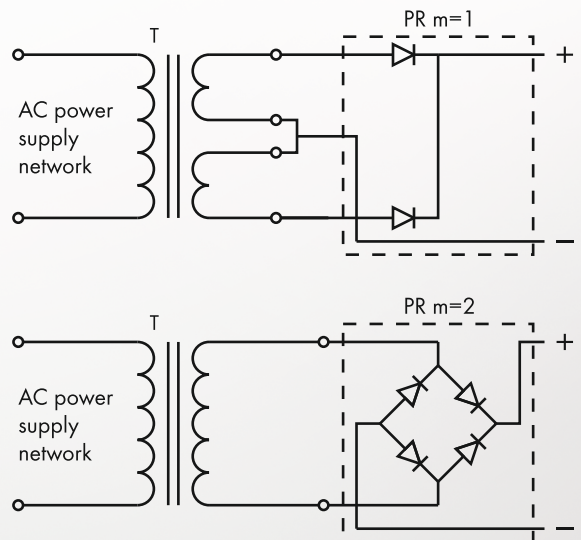 PR m=1
T
+
AC power
supply
network
−
PR m=2
T
+
AC power
supply
network
−